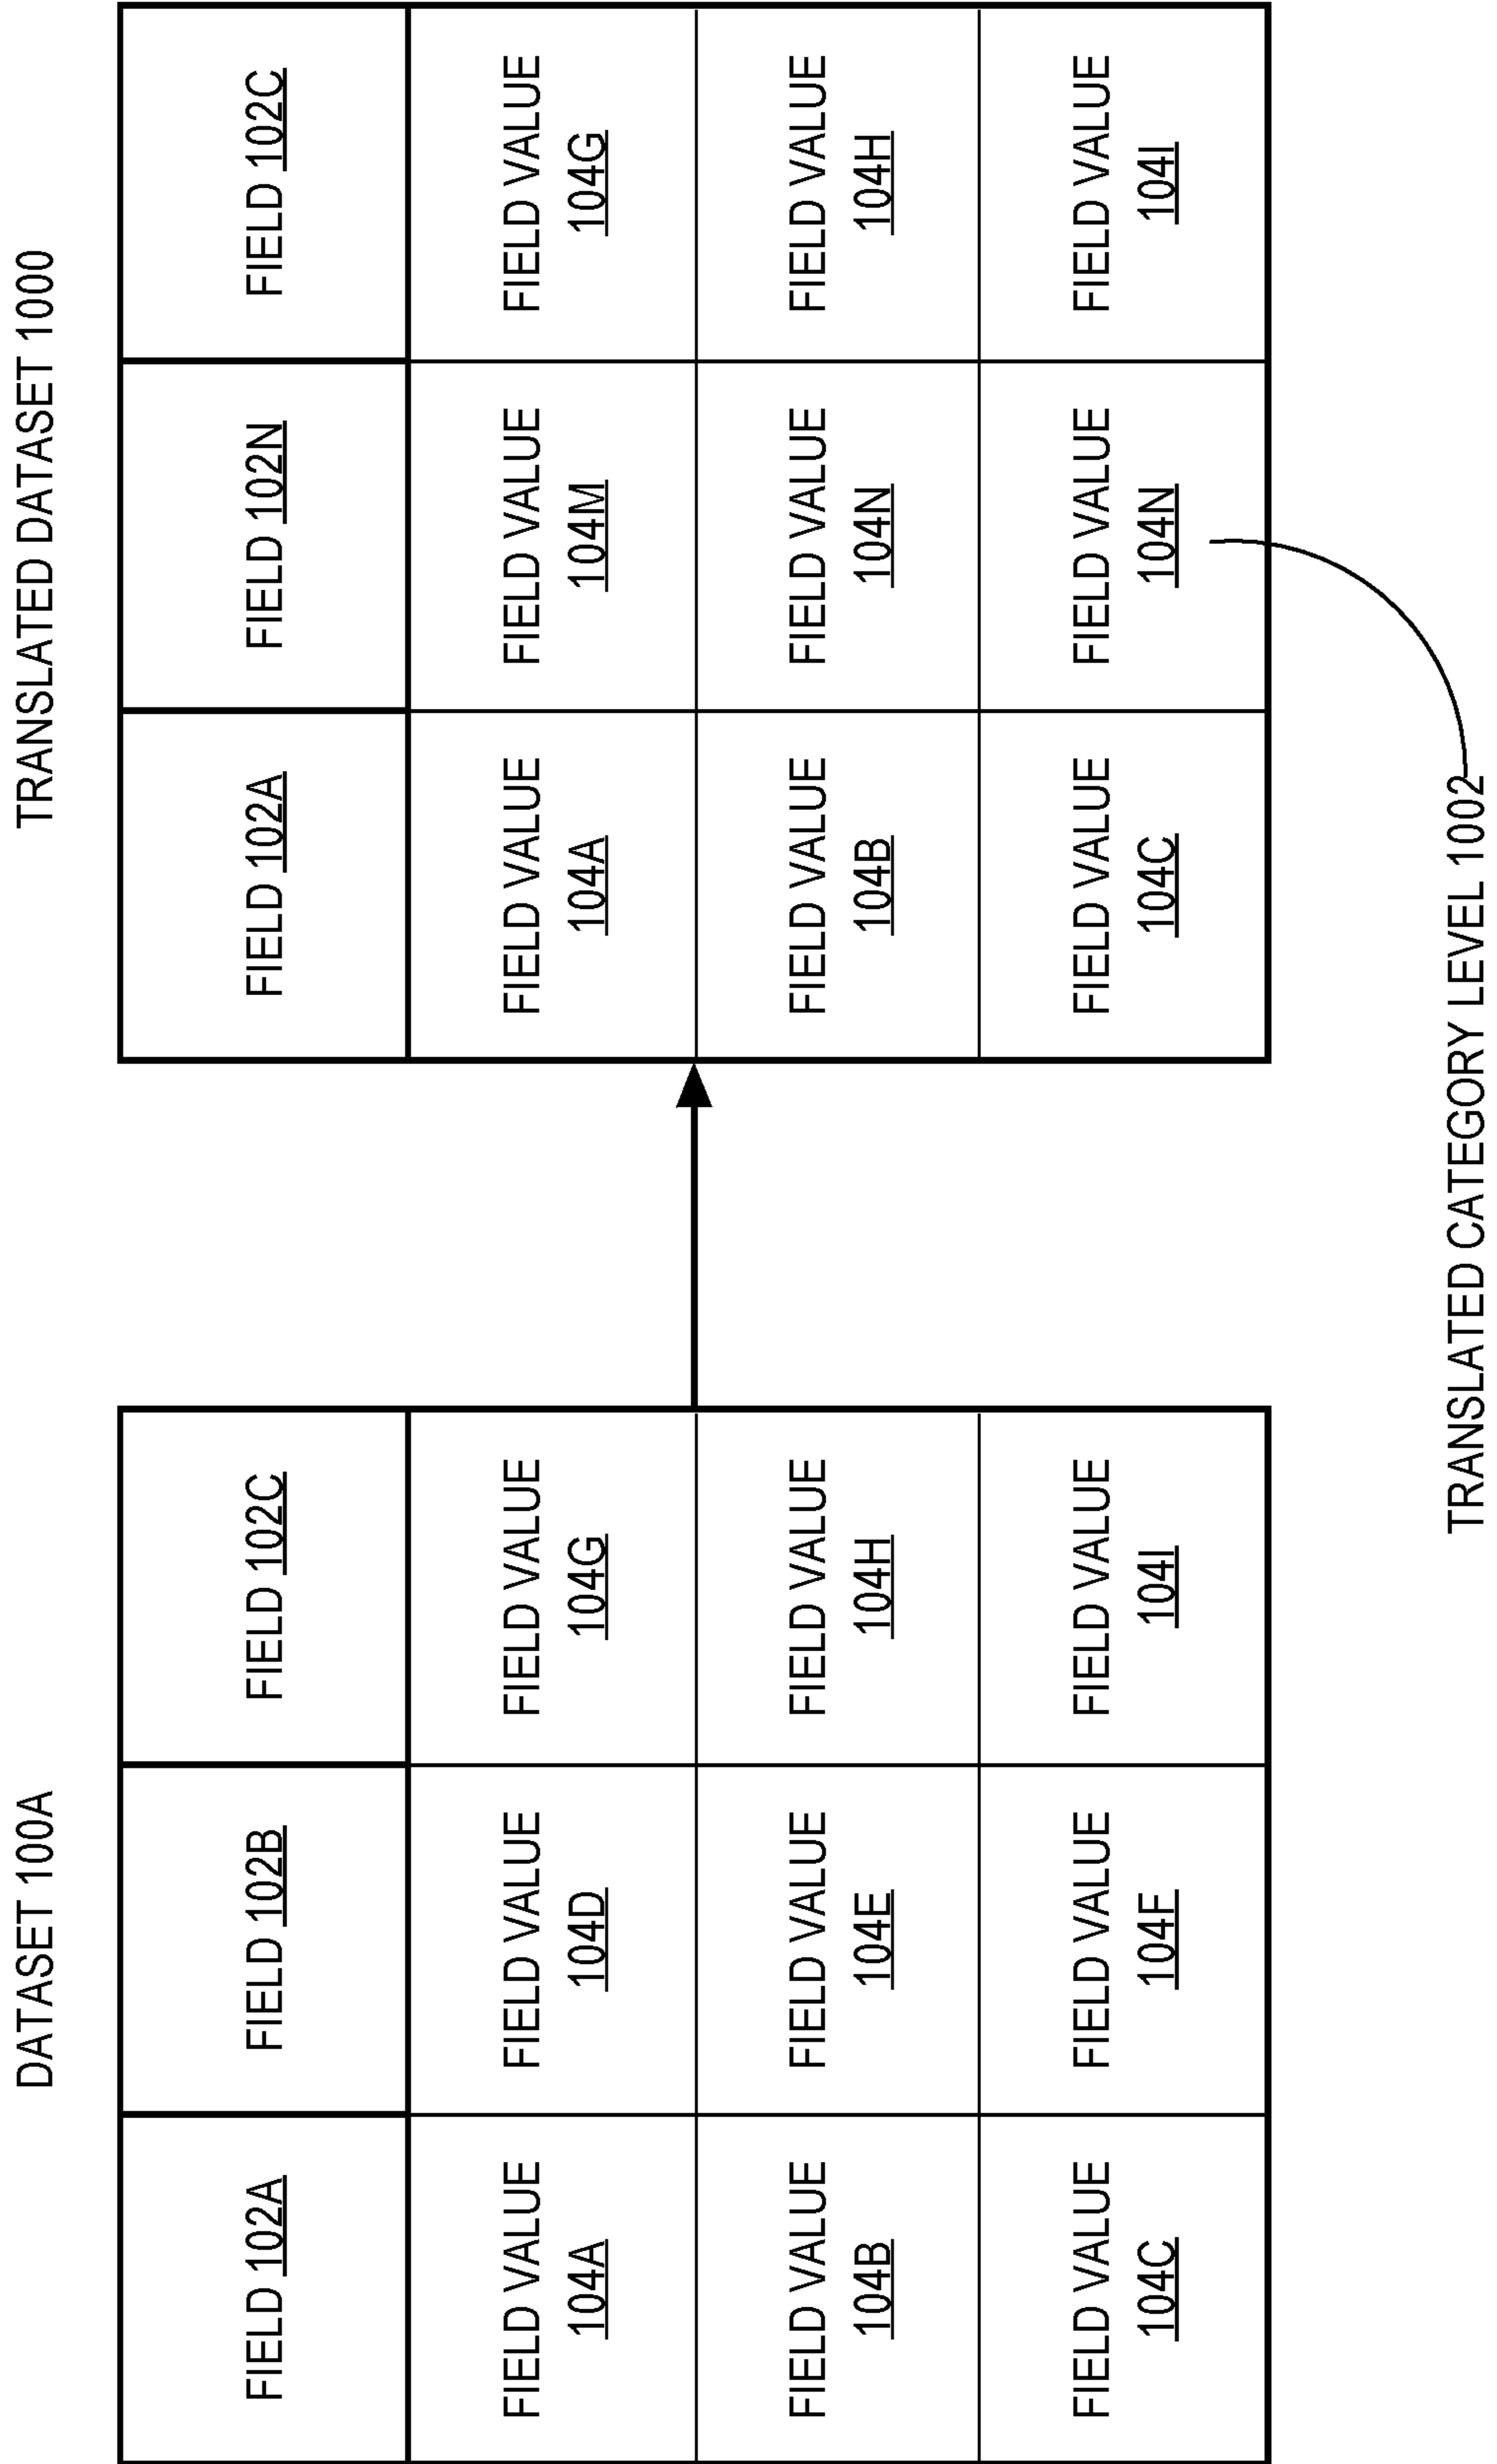 DATASET 100A
FIELD 102A
FIELD 102B
FIELD 102C
FIELD VALUE
104A
FIELD VALUE
104D
FIELD VALUE
104G
FIELD VALUE
104B
FIELD VALUE
104E
FIELD VALUE
104H
FIELD VALUE
104C
FIELD VALUE
104F
FIELD VALUE
104I
TRANSLATED DATASET 1000
FIELD 102A
FIELD 102N
FIELD 102C
FIELD VALUE
104A
FIELD VALUE
104M
FIELD VALUE
104G
FIELD VALUE
104B
FIELD VALUE
104N
FIELD VALUE
104H
FIELD VALUE
104C
FIELD VALUE
104N
FIELD VALUE
104I
TRANSLATED CATEGORY LEVEL 1002